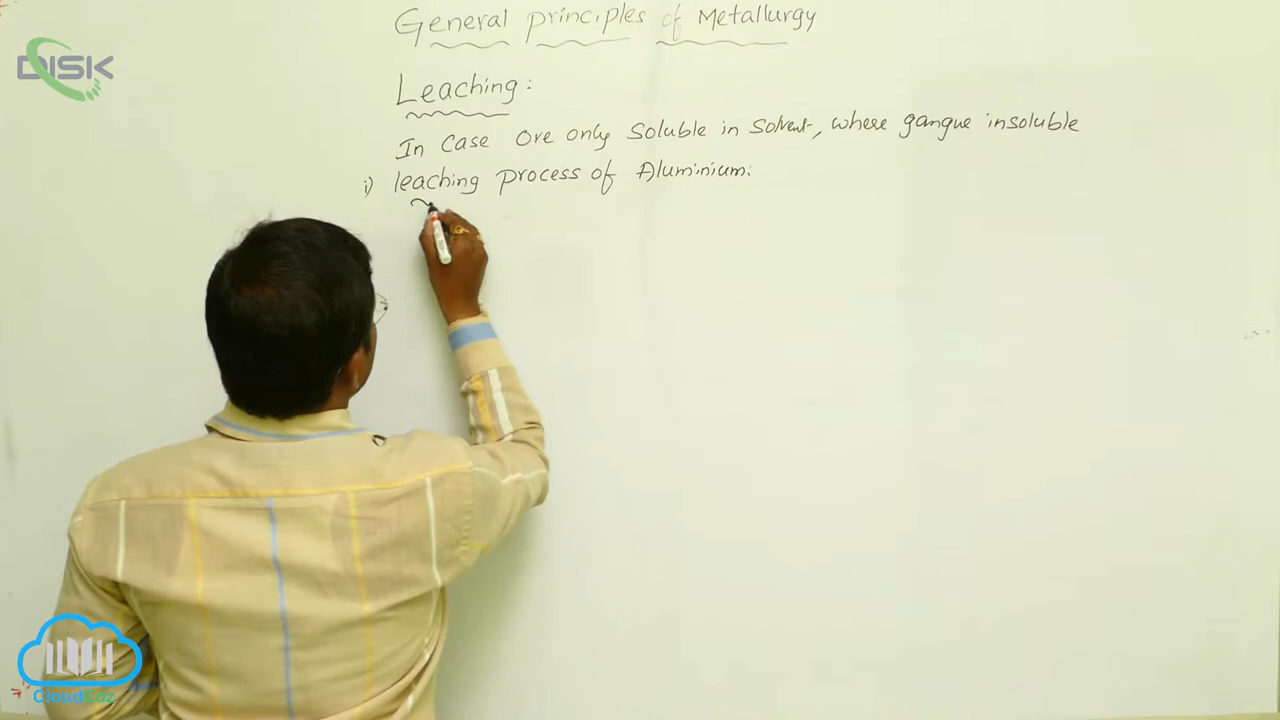 General principles of Metallurgy
DISK
Leaching:
In case ore only soluble in solvent, where gangue insoluble
i) leaching process of Aluminium:
CloudEdz